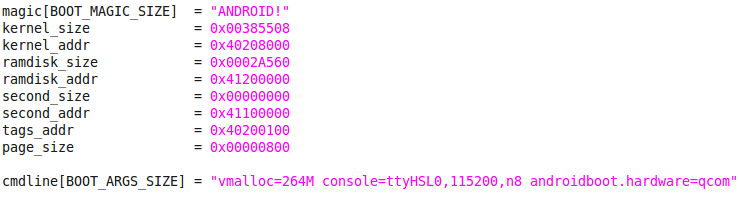 magic[BOOT_MAGIC_SIZE] = "ANDROID!"
kernel_size = 0x00385508
kernel_addr = 0x40208000
ramdisk_size = 0x0002A560
ramdisk_addr = 0x41200000
second_size = 0x00000000
second_addr = 0x41100000
tags_addr = 0x40200100
page_size = 0x00000800
cmdline[BOOT_ARGS_SIZE] = "vmalloc=264M console=ttyHSL0,115200,n8 androidboot.hardware=qcom"